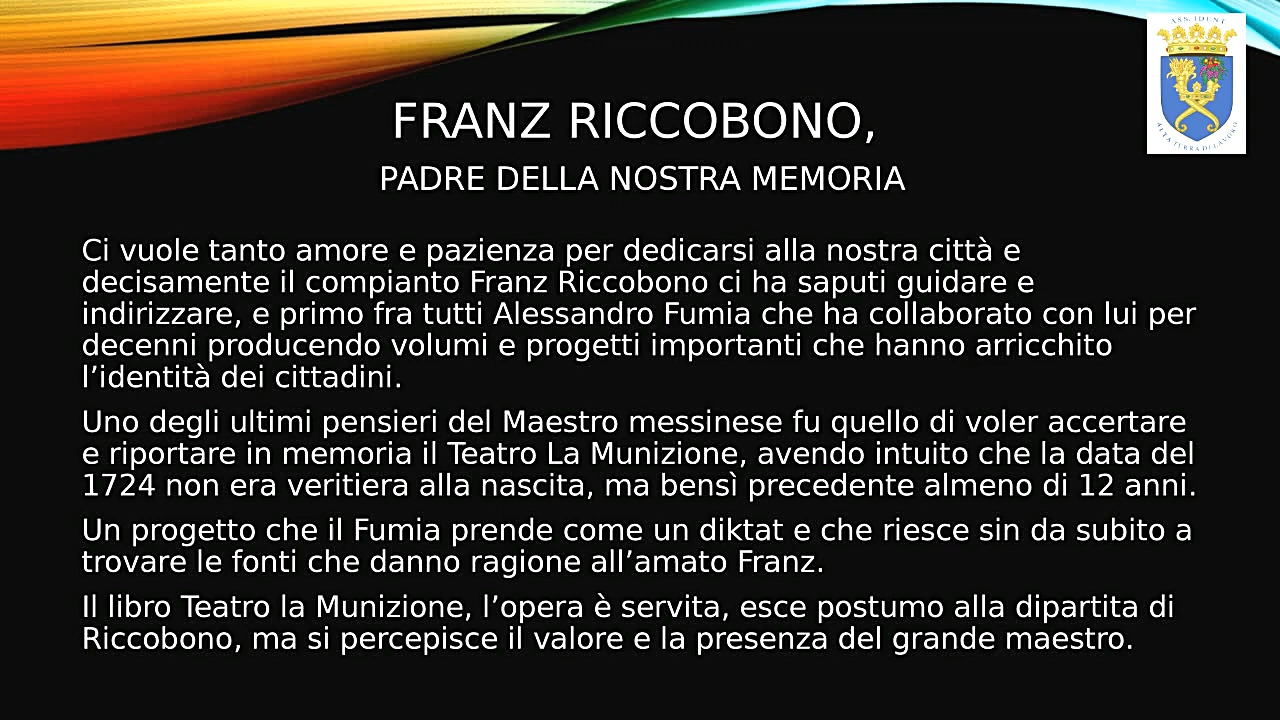 ASS. IDENT
ALTA TERRA DI LAVORO
FRANZ RICCOBONO,
PADRE DELLA NOSTRA MEMORIA
Ci vuole tanto amore e pazienza per dedicarsi alla nostra città e
decisamente il compianto Franz Riccobono ci ha saputi guidare e
indirizzare, e primo fra tutti Alessandro Fumia che ha collaborato con lui per
decenni producendo volumi e progetti importanti che hanno arricchito
l’identità dei cittadini.
Uno degli ultimi pensieri del Maestro messinese fu quello di voler accertare
e riportare in memoria il Teatro La Munizione, avendo intuito che la data del
1724 non era veritiera alla nascita, ma bensì precedente almeno di 12 anni.
Un progetto che il Fumia prende come un diktat e che riesce sin da subito a
trovare le fonti che danno ragione all’amato Franz.
Il libro Teatro la Munizione, l’opera è servita, esce postumo alla dipartita di
Riccobono, ma si percepisce il valore e la presenza del grande maestro.